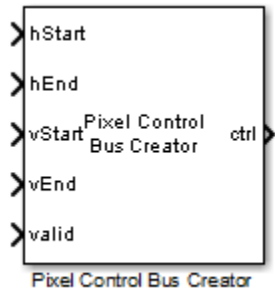 hStart
hEnd
vStart Pixel Control Bus Creator ctrl
vEnd
valid
Pixel Control Bus Creator